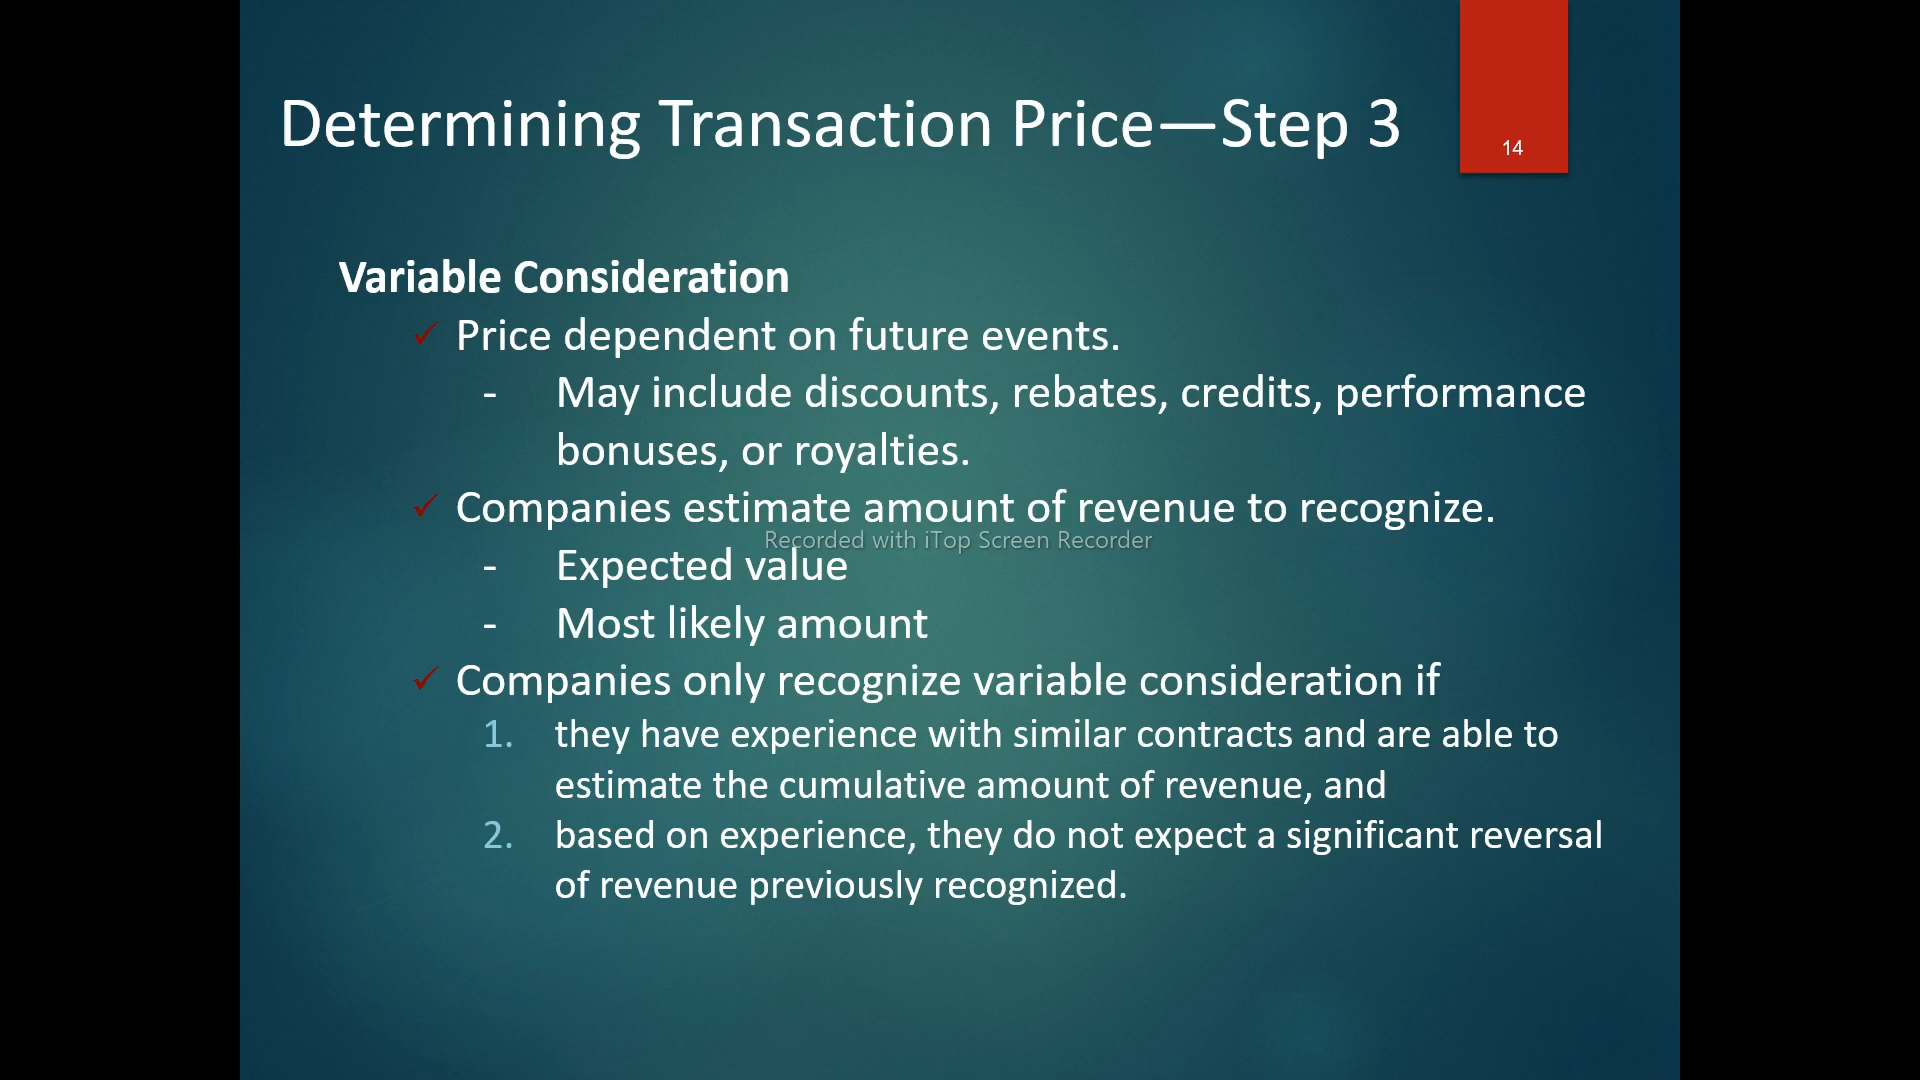 Determining Transaction Price—Step 3
14
Variable Consideration
✓ Price dependent on future events.
- May include discounts, rebates, credits, performance
bonuses, or royalties.
✓ Companies estimate amount of revenue to recognize.
Recorded with iTop Screen Recorder
- Expected value
- Most likely amount
✓ Companies only recognize variable consideration if
1. they have experience with similar contracts and are able to
estimate the cumulative amount of revenue, and
2. based on experience, they do not expect a significant reversal
of revenue previously recognized.